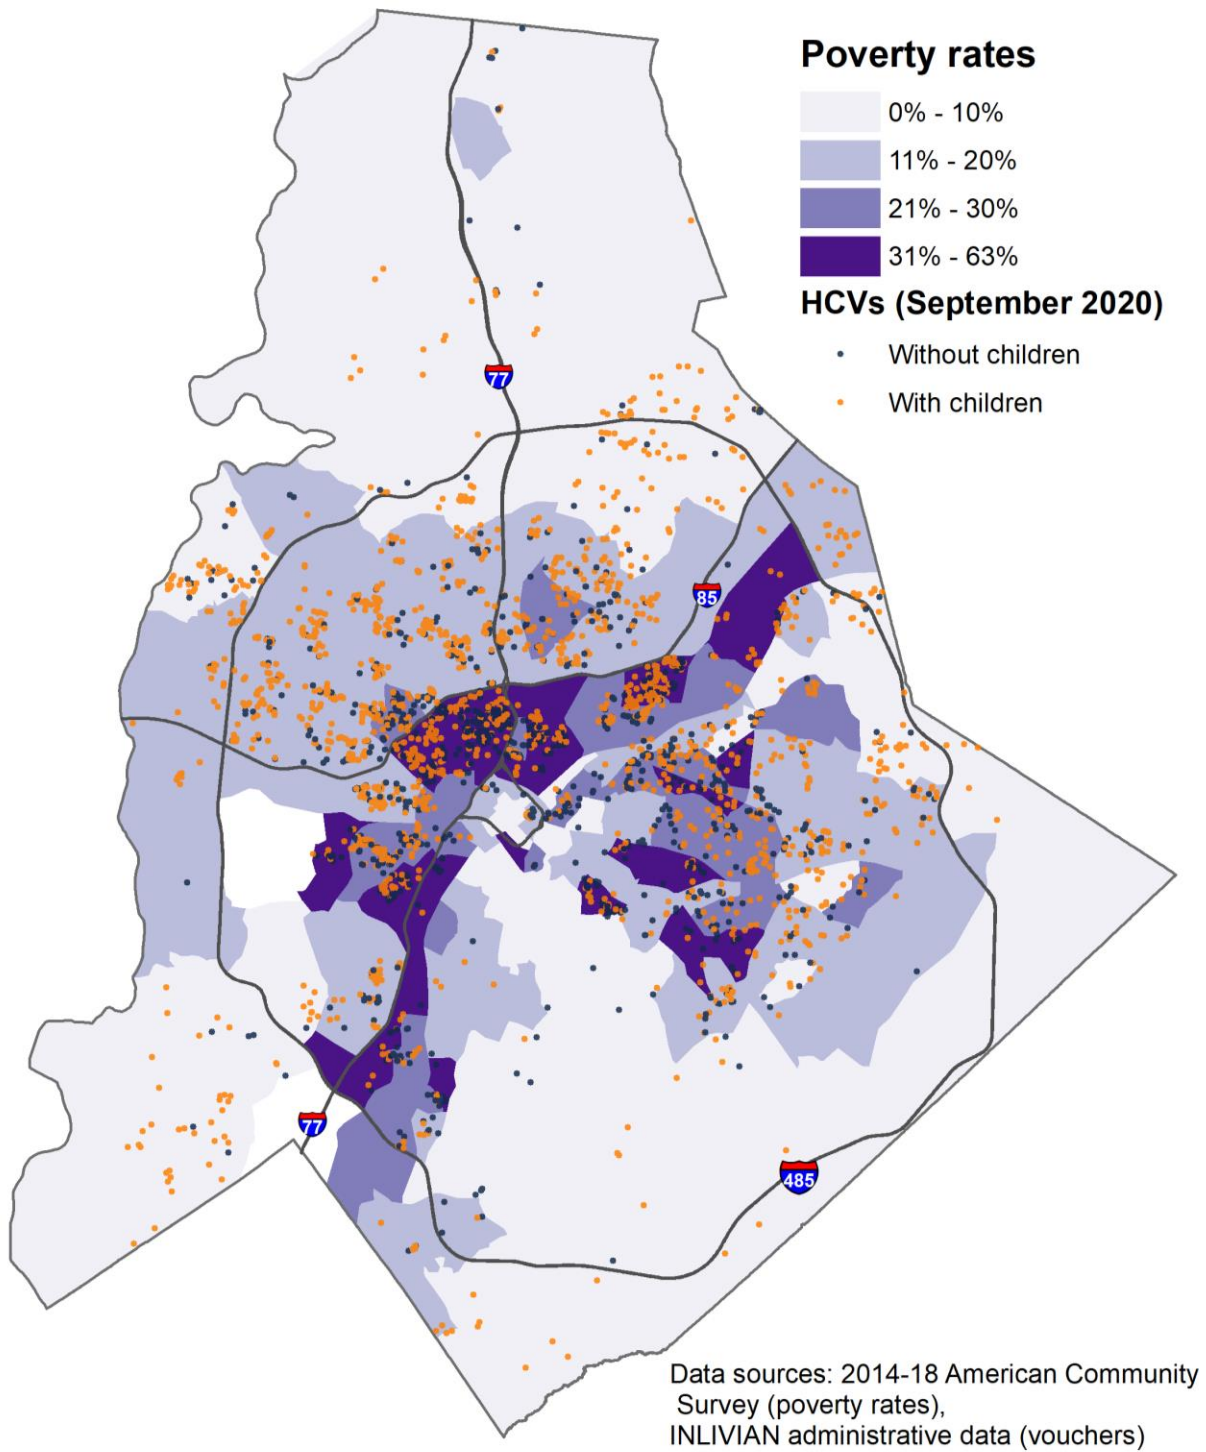 Poverty rates
0% - 10%
11% - 20%
21% - 30%
31% - 63%
HCVs (September 2020)
Without children
With children
77
85
77
485
Data sources: 2014-18 American Community
Survey (poverty rates),
INLIVIAN administrative data (vouchers)